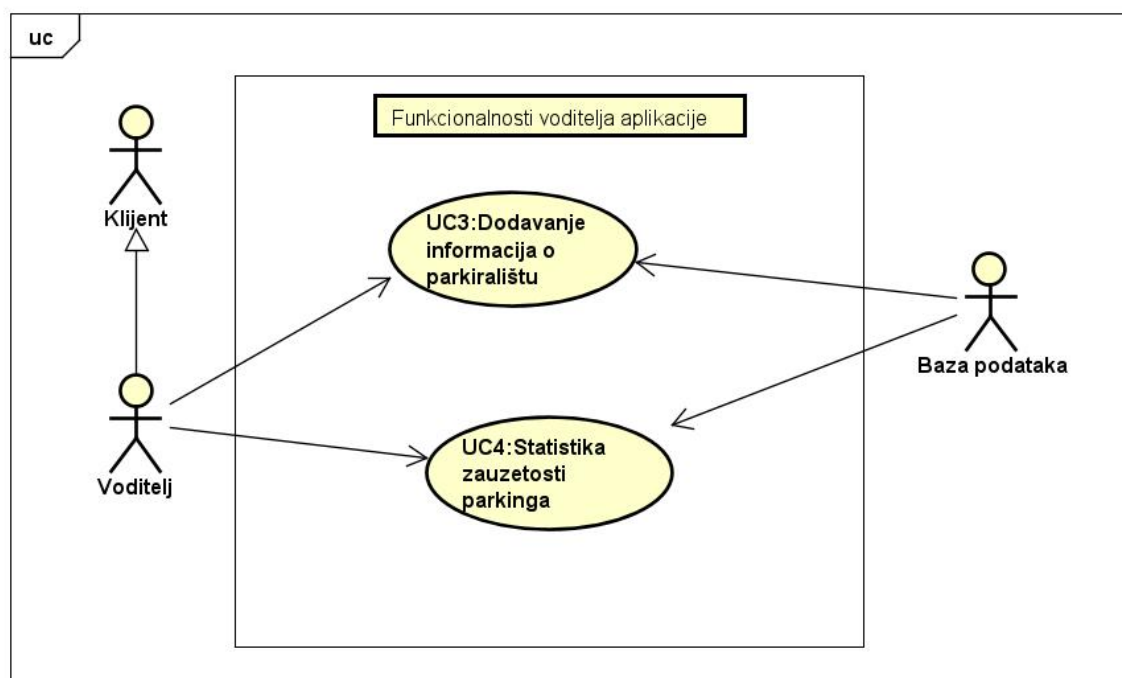 uc
Funkcionalnosti voditelja aplikacije
Klijent
UC3:Dodavanje
informacija o
parkiralištu
Baza podataka
Voditelj
UC4:Statistika
zauzetosti
parkinga